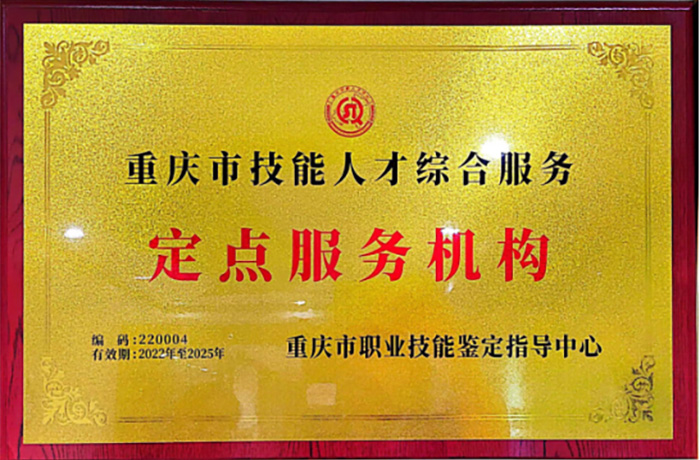 重庆市技能人才综合服务
定点服务机构
编 码:220004
有效期:2022年至2025年
重庆市职业技能鉴定指导中心